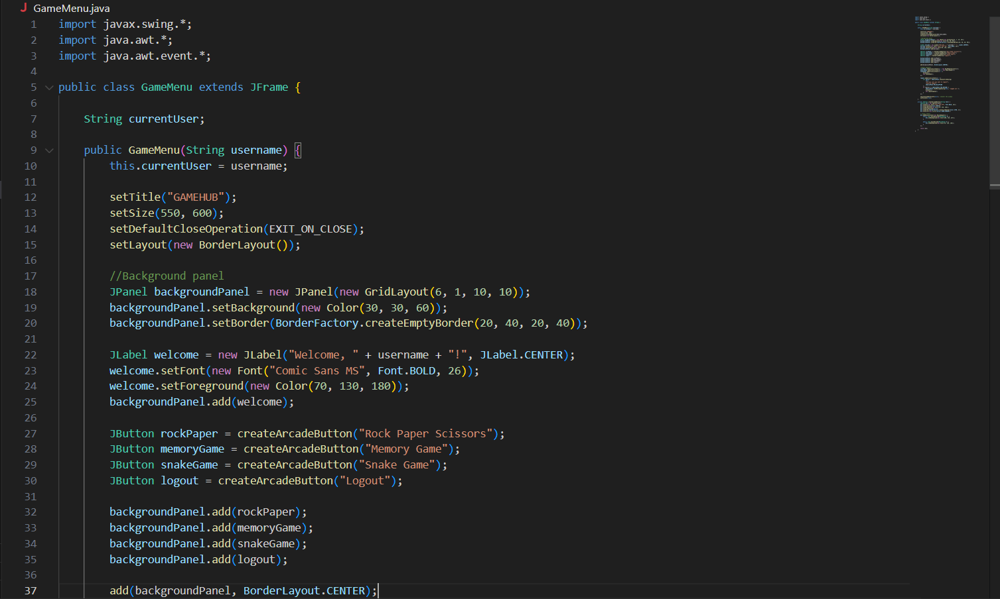 J GameMenu.java
1 import javax.swing.*;
2 import java.awt.*;
3 import java.awt.event.*;
4
5 public class GameMenu extends JFrame {
6
7     String currentUser;
8
9     public GameMenu(String username) {
10         this.currentUser = username;
11
12         setTitle("GAMEHUB");
13         setSize(550, 600);
14         setDefaultCloseOperation(EXIT_ON_CLOSE);
15         setLayout(new BorderLayout());
16
17         //Background panel
18         JPanel backgroundPanel = new JPanel(new GridLayout(6, 1, 10, 10));
19         backgroundPanel.setBackground(new Color(30, 30, 60));
20         backgroundPanel.setBorder(BorderFactory.createEmptyBorder(20, 40, 20, 40));
21
22         JLabel welcome = new JLabel("Welcome, " + username + "!", JLabel.CENTER);
23         welcome.setFont(new Font("Comic Sans MS", Font.BOLD, 26));
24         welcome.setForeground(new Color(70, 130, 180));
25         backgroundPanel.add(welcome);
26
27         JButton rockPaper = createArcadeButton("Rock Paper Scissors");
28         JButton memoryGame = createArcadeButton("Memory Game");
29         JButton snakeGame = createArcadeButton("Snake Game");
30         JButton logout = createArcadeButton("Logout");
31
32         backgroundPanel.add(rockPaper);
33         backgroundPanel.add(memoryGame);
34         backgroundPanel.add(snakeGame);
35         backgroundPanel.add(logout);
36
37         add(backgroundPanel, BorderLayout.CENTER);